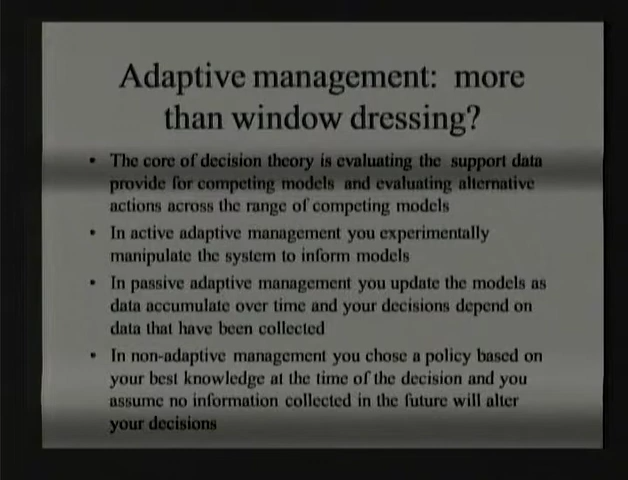 Adaptive management: more
than window dressing?
• The core of decision theory is evaluating the support data
provide for competing models and evaluating alternative
actions across the range of competing models
• In active adaptive management you experimentally
manipulate the system to inform models
• In passive adaptive management you update the models as
data accumulate over time and your decisions depend on
data that have been collected
• In non-adaptive management you chose a policy based on
your best knowledge at the time of the decision and you
assume no information collected in the future will alter
your decisions